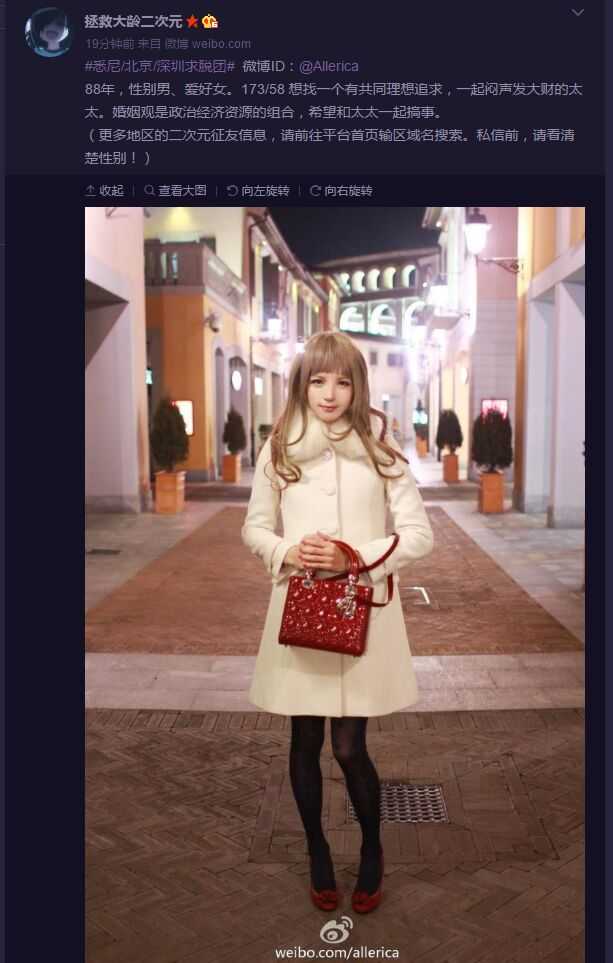 拯救大龄二次元
19分钟前 来自 微博 weibo.com
#悉尼/北京/深圳求脱团# 微博ID：@Allerica
88年，性别男、爱好女。173/58 想找一个有共同理想追求，一起闷声发大财的太
太。婚姻观是政治经济资源的组合，希望和太太一起搞事。
（更多地区的二次元征友信息，请前往平台首页输区域名搜索。私信前，请看清
楚性别！）
收起 查看大图 向左旋转 向右旋转
weibo.com/allerica